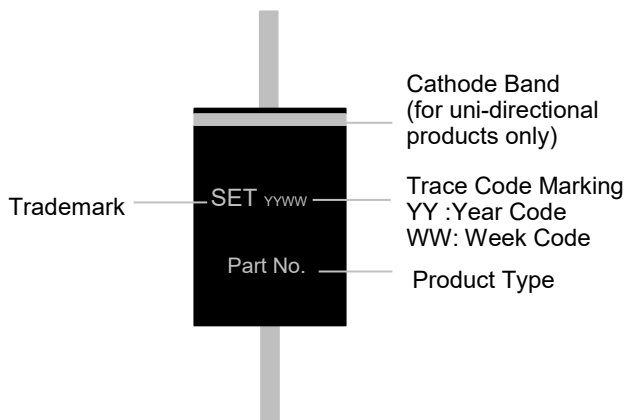 Cathode Band
(for uni-directional
products only)
Trademark
SET YYWW
Trace Code Marking
YY :Year Code
WW: Week Code
Part No.
Product Type